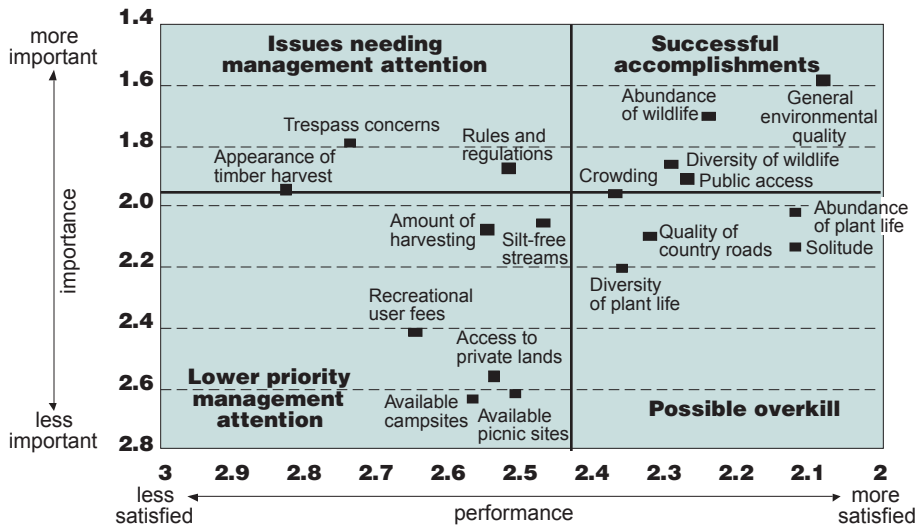 1.4
more
important
Issues needing
management attention
Successful
accomplishments
1.6
Abundance
of wildlife
General
environmental
quality
Trespass concerns
1.8
Appearance of
timber harvest
Rules and
regulations
Diversity of wildlife
Crowding
Public access
importance
2.0
Amount of
harvesting
Silt-free
streams
Quality of
country roads
Abundance
of plant life
Solitude
2.2
Diversity
of plant life
Recreational
user fees
2.4
Access to
private lands
Lower priority
management
attention
2.6
Available
campsites
Available
picnic sites
Possible overkill
less
important
2.8
3 2.9 2.8 2.7 2.6 2.5 2.4 2.3 2.2 2.1 2
less
satisfied
performance
more
satisfied